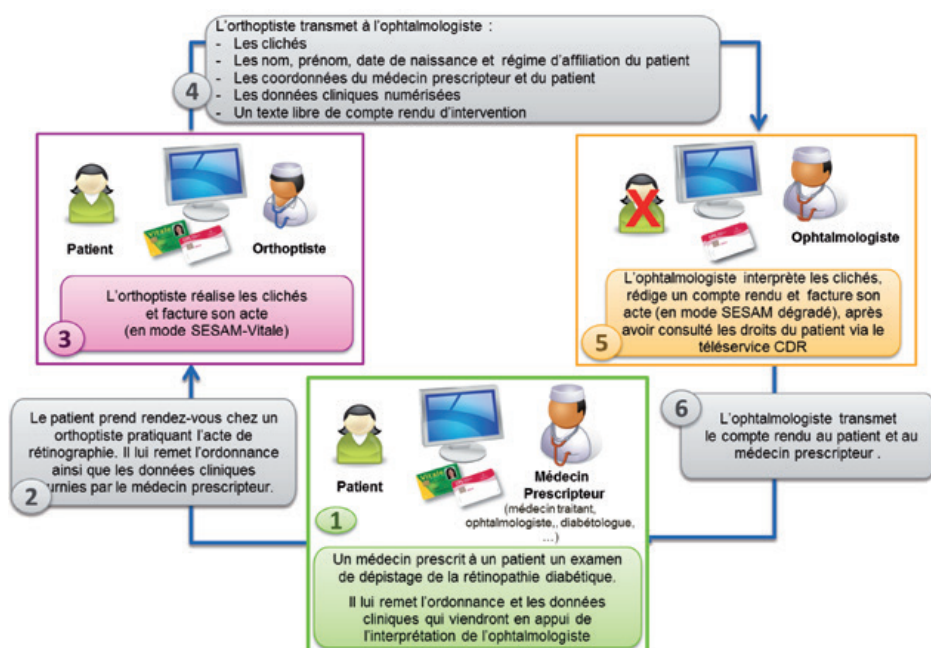 L'orthoptiste transmet à l'ophtalmologiste :
- Les clichés
- Les nom, prénom, date de naissance et régime d'affiliation du patient
- Les coordonnées du médecin prescripteur et du patient
- Les données cliniques numérisées
- Un texte libre de compte rendu d'intervention
4
Patient
Orthoptiste
L'orthoptiste réalise les clichés
et facture son acte
(en mode SESAM-Vitale)
3
Ophtalmologiste
L'ophtalmologiste interprète les clichés,
rédige un compte rendu et facture son
acte (en mode SESAM dégradé), après
avoir consulté les droits du patient via le
téléservice CDR
5
Le patient prend rendez-vous chez un
orthoptiste pratiquant l'acte de
rétinographie. Il lui remet l'ordonnance
ainsi que les données cliniques
ournies par le médecin prescripteur.
2
Patient
Médecin
Prescripteur
(médecin traitant,
ophtalmologiste,, diabétologue,
...)
1
Un médecin prescrit à un patient un examen
de dépistage de la rétinopathie diabétique.
Il lui remet l'ordonnance et les données
cliniques qui viendront en appui de
l'interprétation de l'ophtalmologiste
6
L'ophtalmologiste transmet
le compte rendu au patient et au
médecin prescripteur .